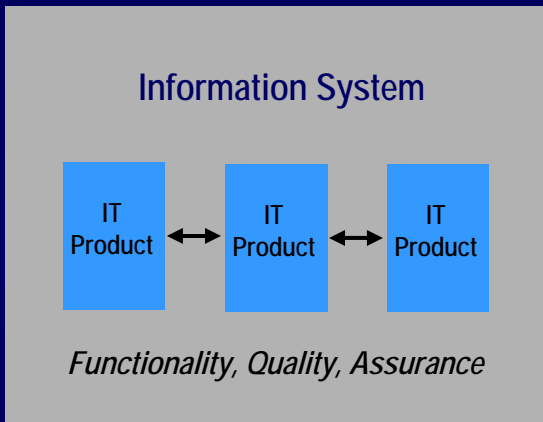 Information System
IT
Product
IT
Product
IT
Product
Functionality, Quality, Assurance